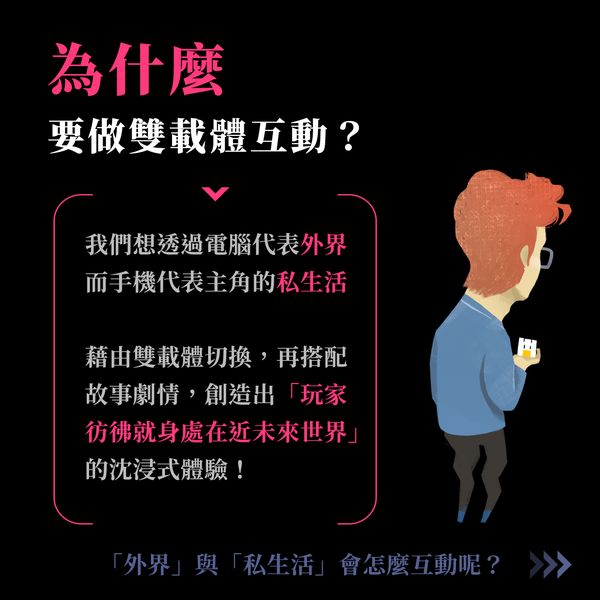 為什麼
要做雙載體互動？
我們想透過電腦代表外界
而手機代表主角的私生活
藉由雙載體切換，再搭配
故事劇情，創造出「玩家
彷彿就身處在近未來世界」
的沈浸式體驗！
「外界」與「私生活」會怎麼互動呢？